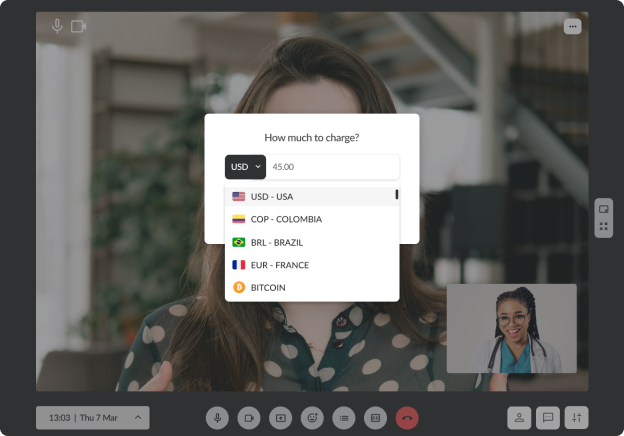 How much to charge?
USD 45.00
USD - USA
COP - COLOMBIA
BRL - BRAZIL
EUR - FRANCE
BITCOIN
13:03 | Thu 7 Mar